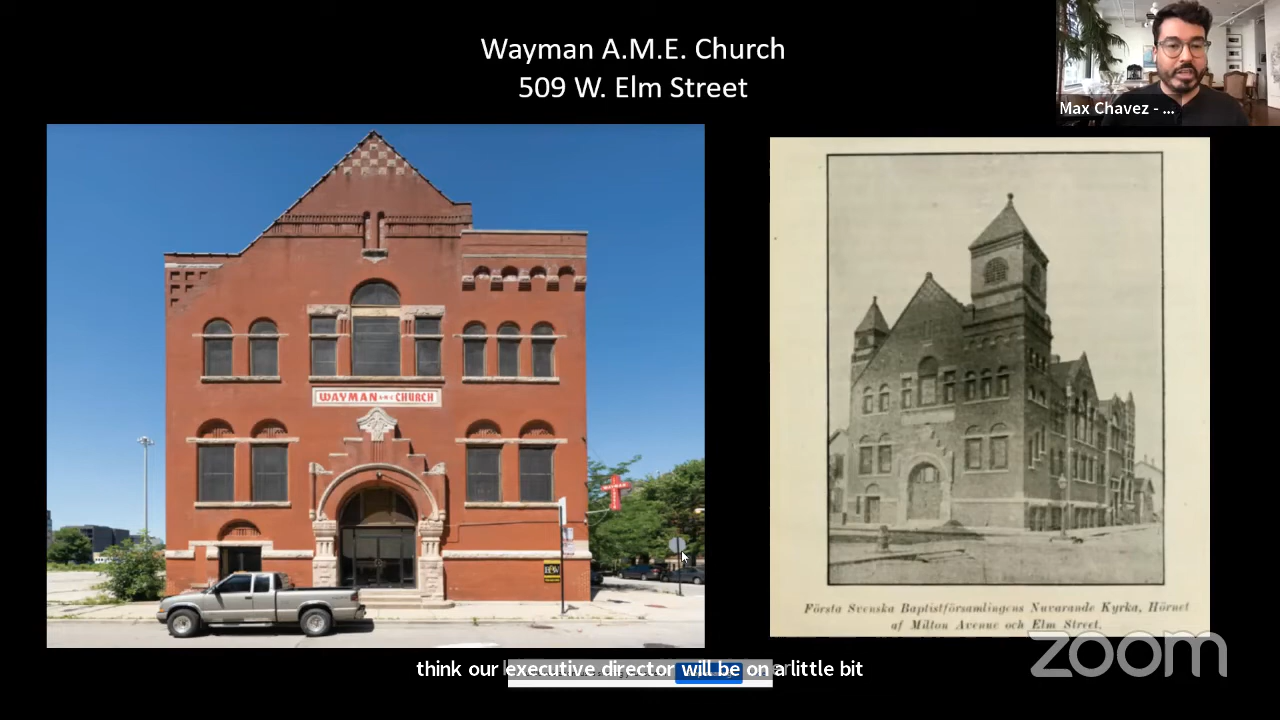 Wayman A.M.E. Church
509 W. Elm Street
Max Chavez - ...
WAYMAN A·M·E CHURCH
WAYMAN
Första Svenska Baptistförsamlingens Nuvarande Kyrka, Hörnet
af Milton Avenue och Elm Street.
zoom
think our executive director will be on a little bit